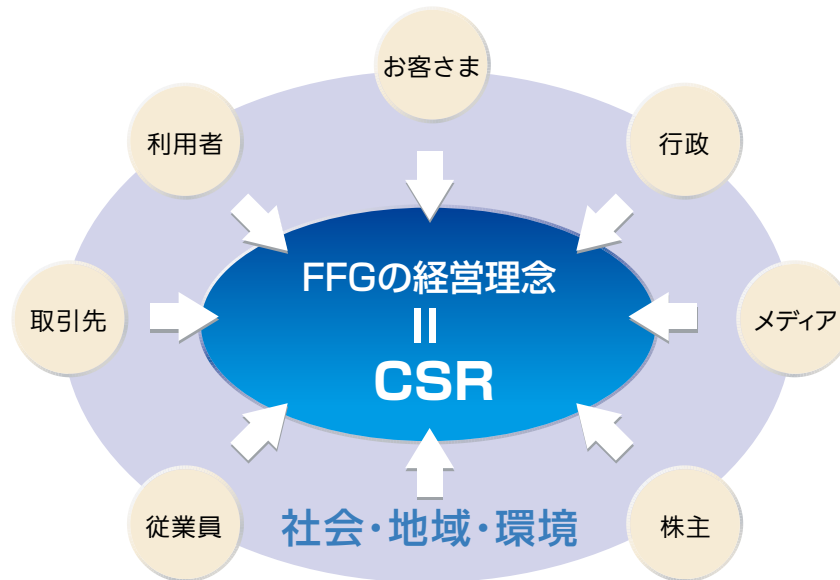 お客さま
利用者
行政
FFGの経営理念
=
CSR
取引先
メディア
従業員
社会・地域・環境
株主